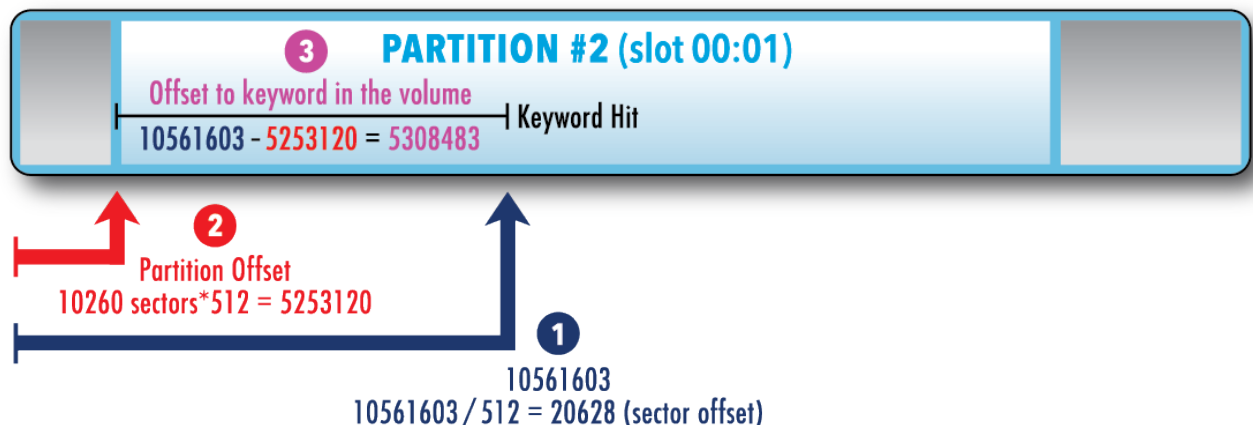 PARTITION #2 (slot 00:01)
3
Offset to keyword in the volume
Keyword Hit
10561603 - 5253120 = 5308483
2
Partition Offset
10260 sectors*512 = 5253120
1
10561603
10561603 / 512 = 20628 (sector offset)